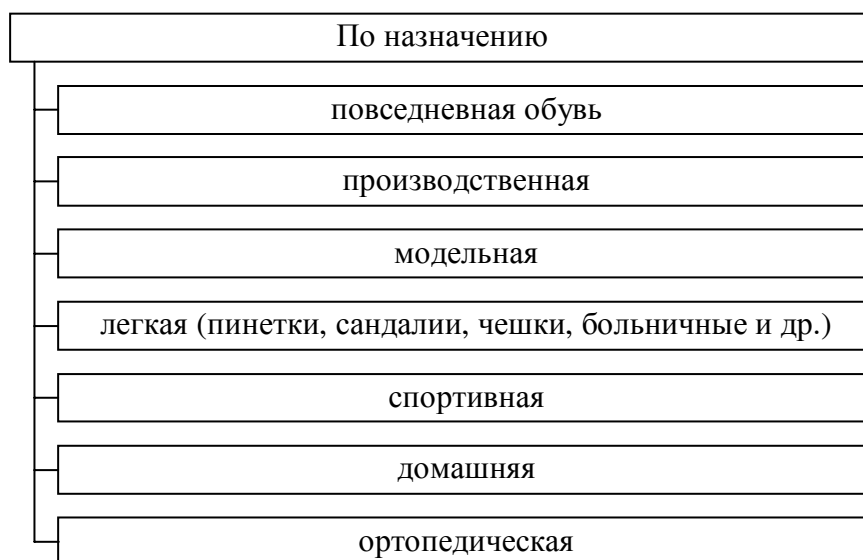 По назначению
повседневная обувь
производственная
модельная
легкая (пинетки, сандалии, чешки, больничные и др.)
спортивная
домашняя
ортопедическая